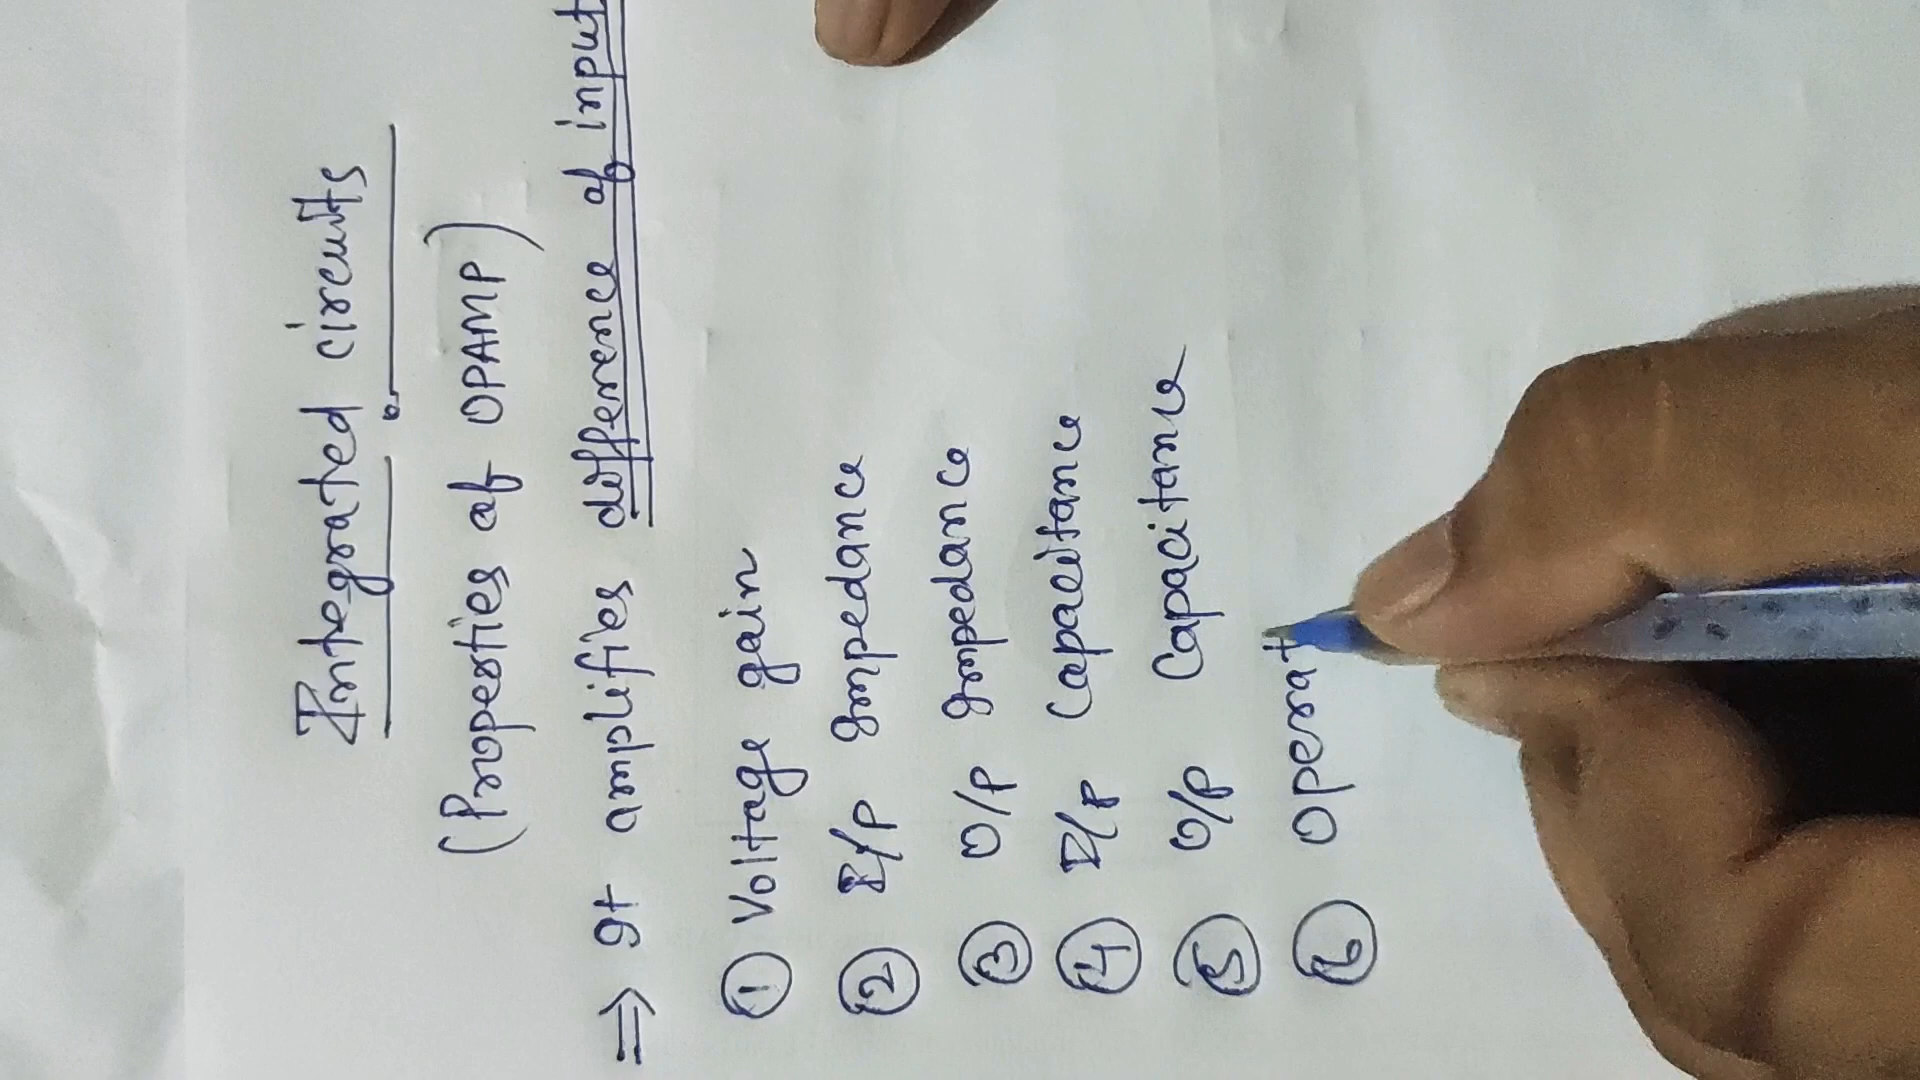 Integrated circuits
(Properties of OPAMP)
⇒ It amplifies difference of input
① Voltage gain
② I/P Impedance
③ O/P Impedance
④ I/P Capacitance
⑤ O/P Capacitance
⑥ Operat